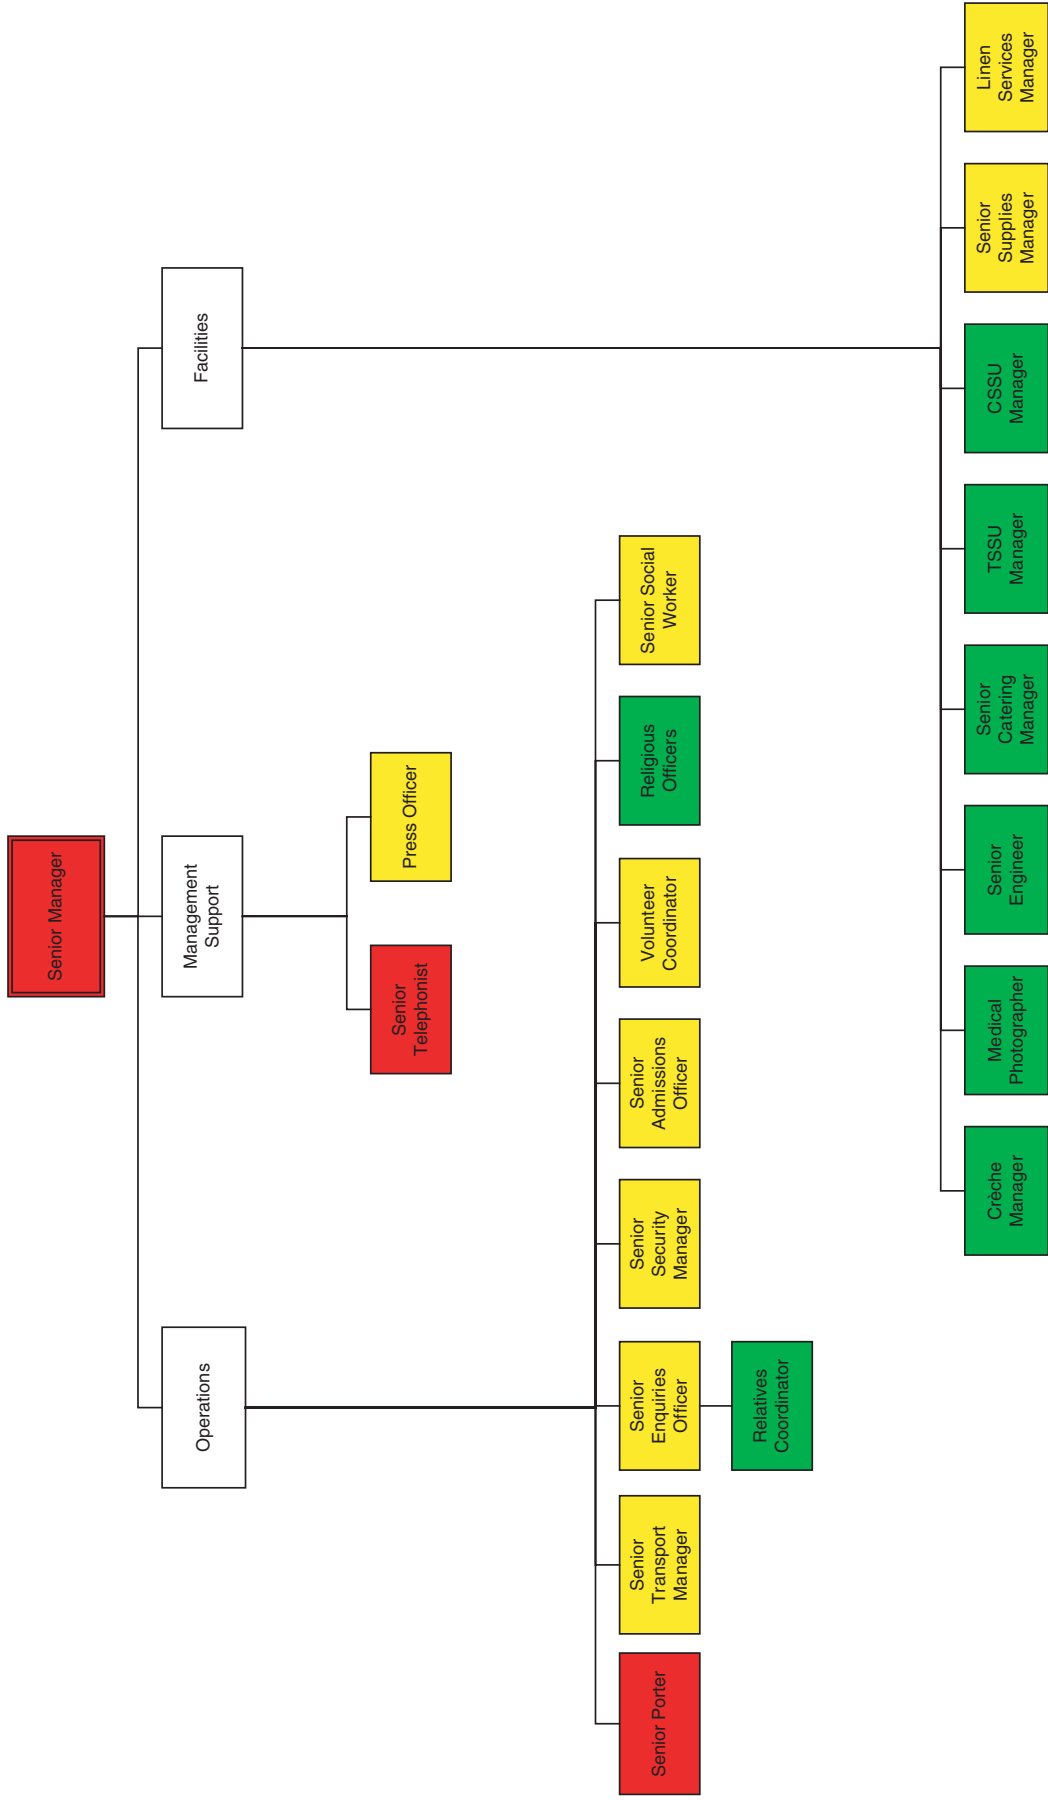 Senior Manager
Operations
Management
Support
Facilities
Senior
Telephonist
Press Officer
Senior Porter
Senior
Transport
Manager
Senior
Enquiries
Officer
Senior
Security
Manager
Senior
Admissions
Officer
Volunteer
Coordinator
Religious
Officers
Senior Social
Worker
Relatives
Coordinator
Crèche
Manager
Medical
Photographer
Senior
Engineer
Senior
Catering
Manager
TSSU
Manager
CSSU
Manager
Senior
Supplies
Manager
Linen
Services
Manager